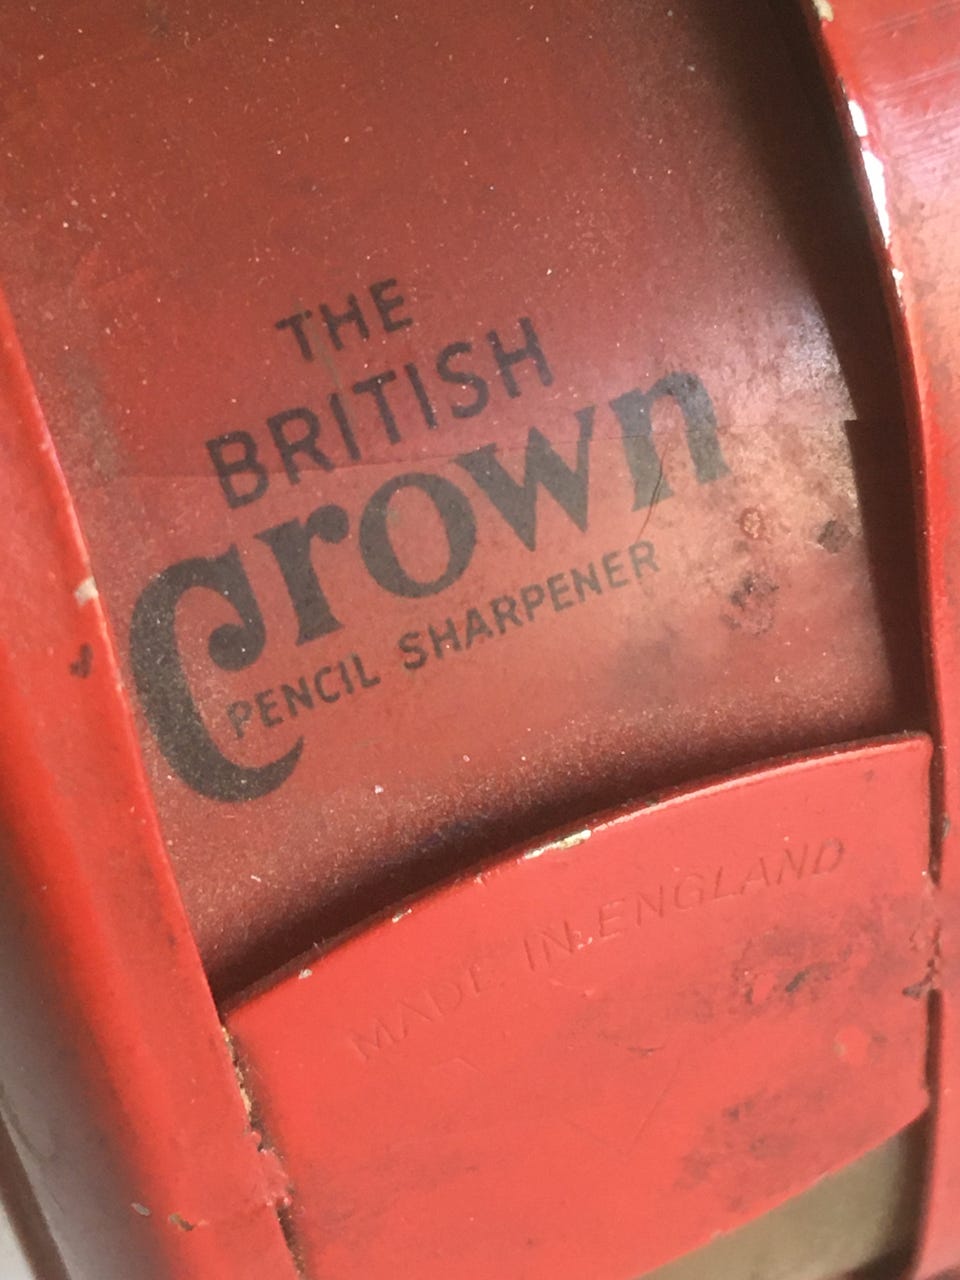 THE
BRITISH
Crown
PENCIL SHARPENER
MADE IN ENGLAND